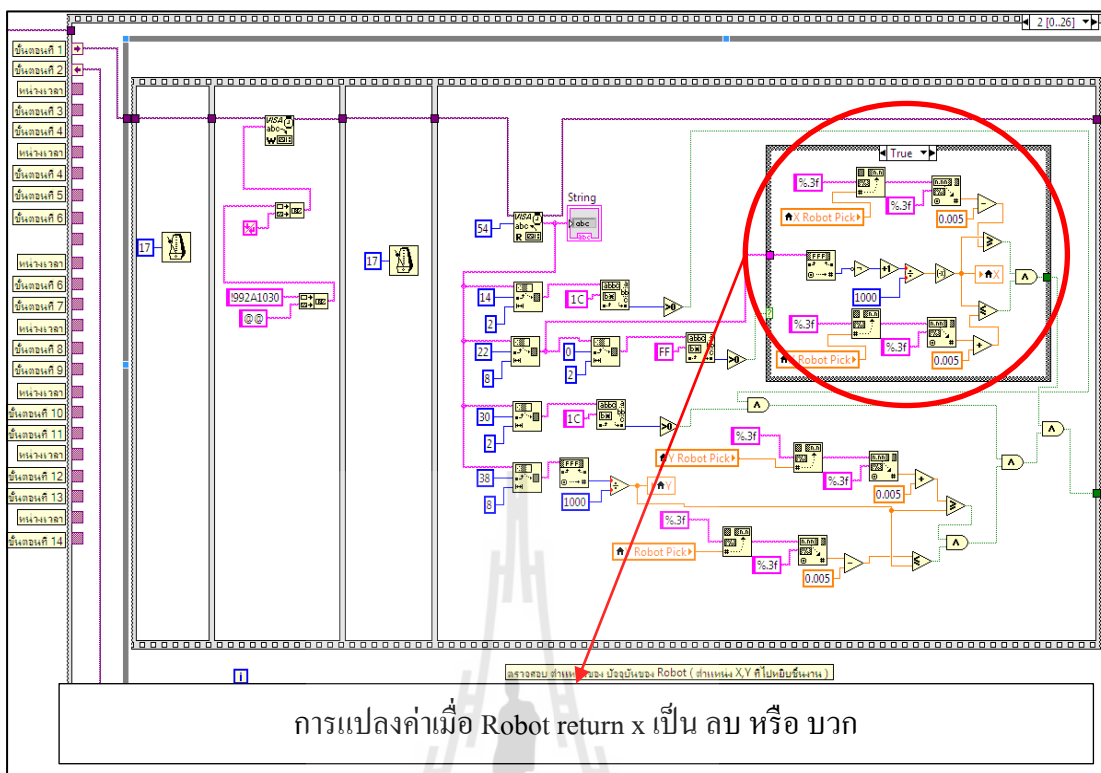 2 [0..26]
ขั้นตอนที่ 1
ขั้นตอนที่ 2
หน่วงเวลา
ขั้นตอนที่ 3
ขั้นตอนที่ 4
หน่วงเวลา
ขั้นตอนที่ 4
ขั้นตอนที่ 5
ขั้นตอนที่ 6
หน่วงเวลา
ขั้นตอนที่ 6
ขั้นตอนที่ 7
หน่วงเวลา
ขั้นตอนที่ 8
ขั้นตอนที่ 9
หน่วงเวลา
ขั้นตอนที่ 10
ขั้นตอนที่ 11
หน่วงเวลา
ขั้นตอนที่ 12
ขั้นตอนที่ 13
หน่วงเวลา
ขั้นตอนที่ 14
17
VISA
abc
W
!992A1030
@@
17
54
VISA
abc
R
String
abc
14
2
1C
>0
22
8
0
2
FF
>0
30
2
1C
>0
38
8
1000
Y
True
%.3f
%.3f
X Robot Pick
0.005
1000
X
%.3f
%.3f
X Robot Pick
0.005
%.3f
Y Robot Pick
%.3f
0.005
%.3f
Y Robot Pick
%.3f
0.005
i
ตรวจสอบ ตำแหน่งของ ปัจจุบันของ Robot ( ตำแหน่ง X,Y ที่ไปหยิบชิ้นงาน )
การแปลงค่าเมื่อ Robot return x เป็น ลบ หรือ บวก